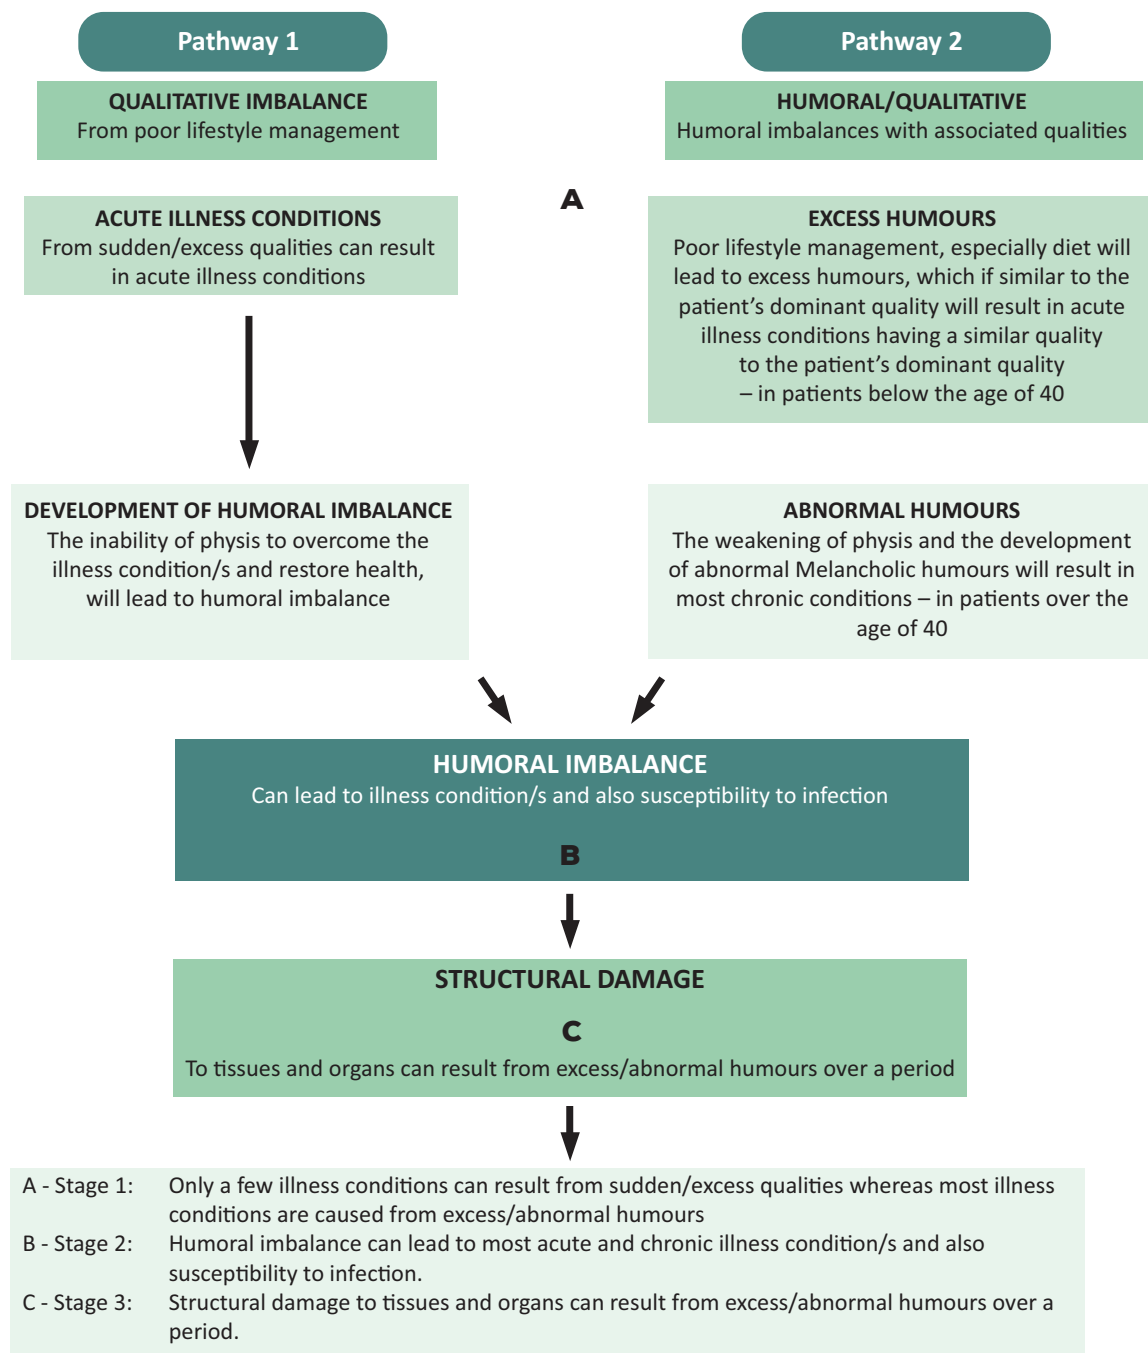 Pathway 1
QUALITATIVE IMBALANCE
From poor lifestyle management
ACUTE ILLNESS CONDITIONS
From sudden/excess qualities can result
in acute illness conditions
DEVELOPMENT OF HUMORAL IMBALANCE
The inability of physis to overcome the
illness condition/s and restore health,
will lead to humoral imbalance
A
Pathway 2
HUMORAL/QUALITATIVE
Humoral imbalances with associated qualities
EXCESS HUMOURS
Poor lifestyle management, especially diet will
lead to excess humours, which if similar to the
patient’s dominant quality will result in acute
illness conditions having a similar quality
to the patient’s dominant quality
– in patients below the age of 40
ABNORMAL HUMOURS
The weakening of physis and the development
of abnormal Melancholic humours will result in
most chronic conditions – in patients over the
age of 40
HUMORAL IMBALANCE
Can lead to illness condition/s and also susceptibility to infection
B
STRUCTURAL DAMAGE
C
To tissues and organs can result from excess/abnormal humours over a period
A - Stage 1: Only a few illness conditions can result from sudden/excess qualities whereas most illness
conditions are caused from excess/abnormal humours
B - Stage 2: Humoral imbalance can lead to most acute and chronic illness condition/s and also
susceptibility to infection.
C - Stage 3: Structural damage to tissues and organs can result from excess/abnormal humours over a
period.